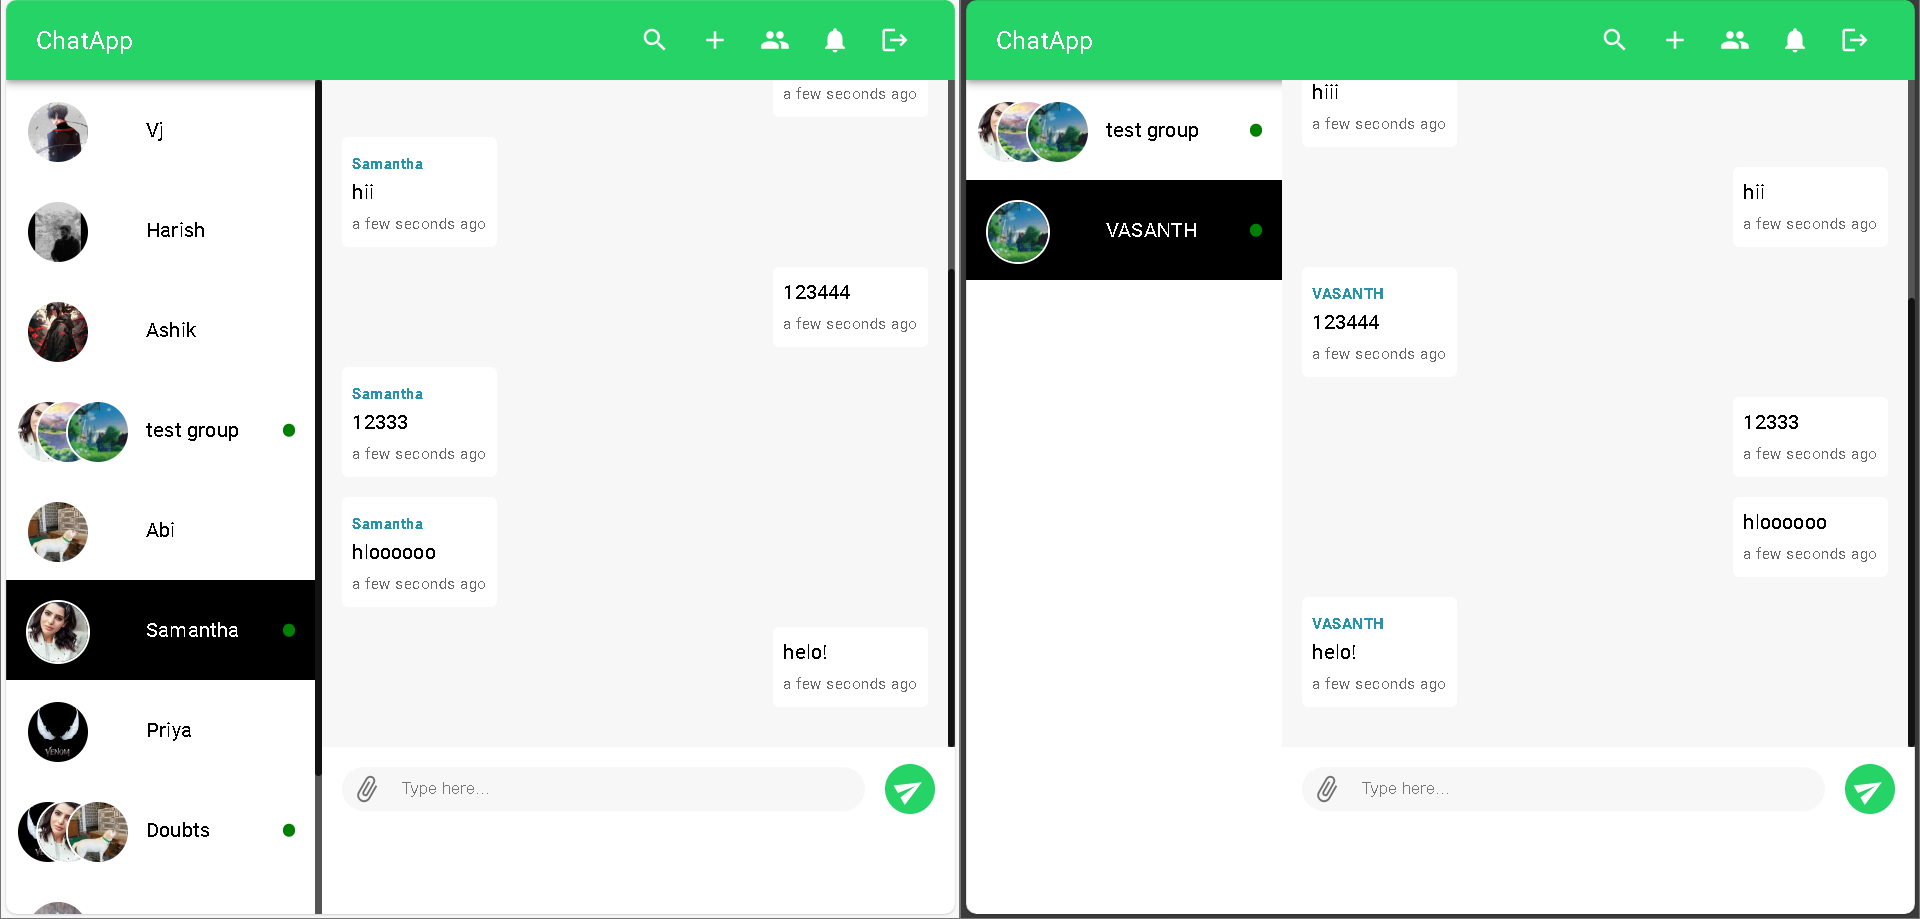 ChatApp
Vj
Harish
Ashik
test group
Abi
Samantha
Priya
VENOM
Doubts
a few seconds ago
Samantha
hii
a few seconds ago
123444
a few seconds ago
Samantha
12333
a few seconds ago
Samantha
hloooooo
a few seconds ago
helo!
a few seconds ago
Type here...
ChatApp
test group
VASANTH
hiii
a few seconds ago
hii
a few seconds ago
VASANTH
123444
a few seconds ago
12333
a few seconds ago
hloooooo
a few seconds ago
VASANTH
helo!
a few seconds ago
Type here...